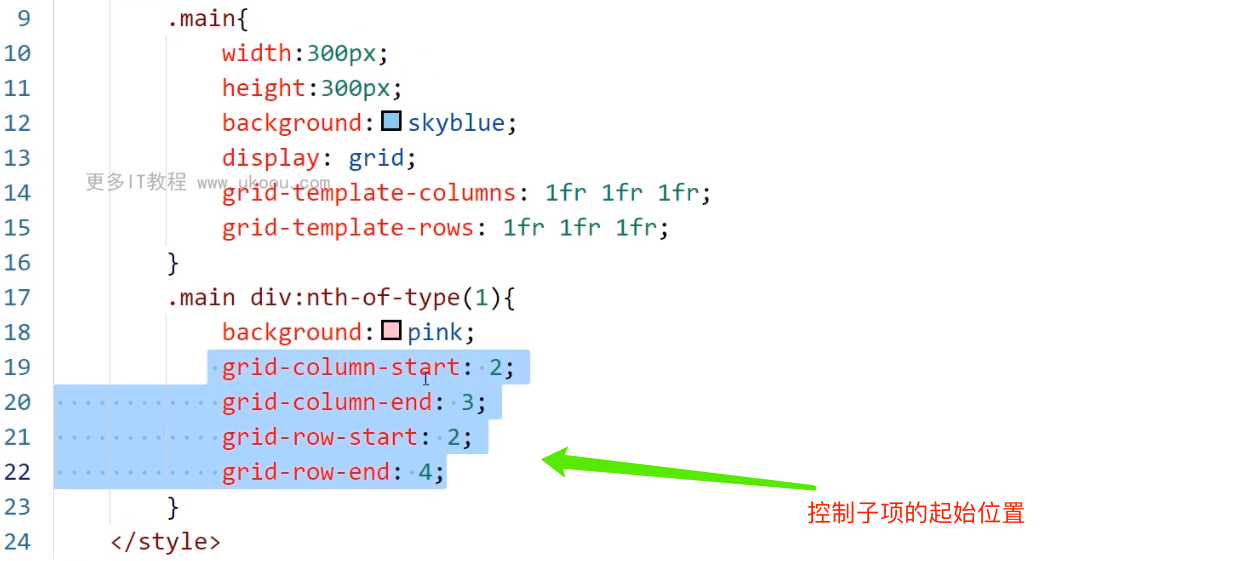 9 .main{
10 width:300px;
11 height:300px;
12 background:skyblue;
13 display: grid;
更多IT教程 www.ukoou.com
14 grid-template-columns: 1fr 1fr 1fr;
15 grid-template-rows: 1fr 1fr 1fr;
16 }
17 .main div:nth-of-type(1){
18 background:pink;
19 grid-column-start: 2;
20 grid-column-end: 3;
21 grid-row-start: 2;
22 grid-row-end: 4;
23 }
控制子项的起始位置
24 </style>